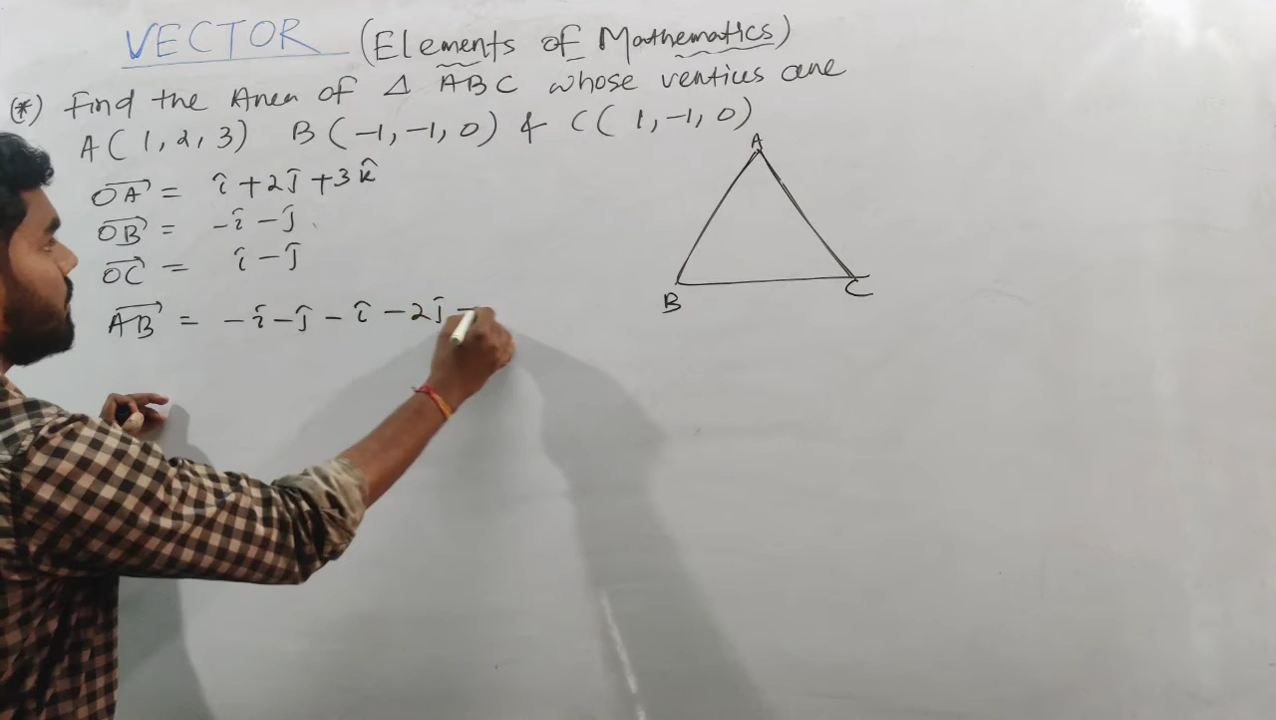 VECTOR (Elements of Mathematics)
(*) Find the Area of Δ ABC whose vertices are
A(1,2,3) B(-1,-1,0) & C(1,-1,0)
A
OA→ = î + 2ĵ + 3k̂
OB→ = -î - ĵ
OC→ = î - ĵ
B C
AB→ = -î - ĵ - î - 2ĵ -